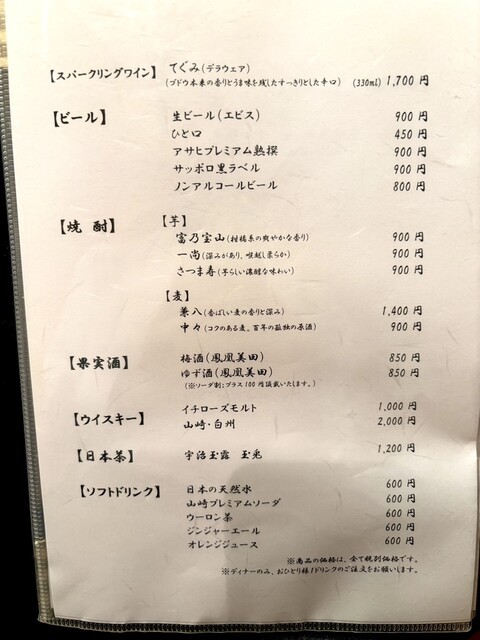 【スパークリングワイン】 てぐみ(デラウェア)
(ブドウ本来の香りとうま味を残したすっきりとした辛口) (330ml) 1,700 円
【ビール】 生ビール(エビス) 900 円
ひと口 450 円
アサヒプレミアム熟撰 900 円
サッポロ黒ラベル 900 円
ノンアルコールビール 800 円
【焼 酎】 【芋】
富乃宝山(柑橘系の爽やかな香り) 900 円
一尚(深みがあり、喉越し柔らか) 900 円
さつま寿(芋らしい濃醇な味わい) 900 円
【麦】
兼八(香ばしい麦の香りと深み) 1,400 円
中々(コクのある麦。百年の孤独の原酒) 900 円
【果実酒】 梅酒(鳳凰美田) 850 円
ゆず酒(鳳凰美田) 850 円
(※ソーダ割:プラス100円頂戴いたします。)
【ウイスキー】 イチローズモルト 1,000 円
山崎・白州 2,000 円
【日本茶】 宇治玉露 玉兎 1,200 円
【ソフトドリンク】 日本の天然水 600 円
山崎プレミアムソーダ 600 円
ウーロン茶 600 円
ジンジャーエール 600 円
オレンジジュース 600 円
※商品の価格は、全て税別価格です。
※ディナーのみ、おひとり様1ドリンクのご注文をお願いします。